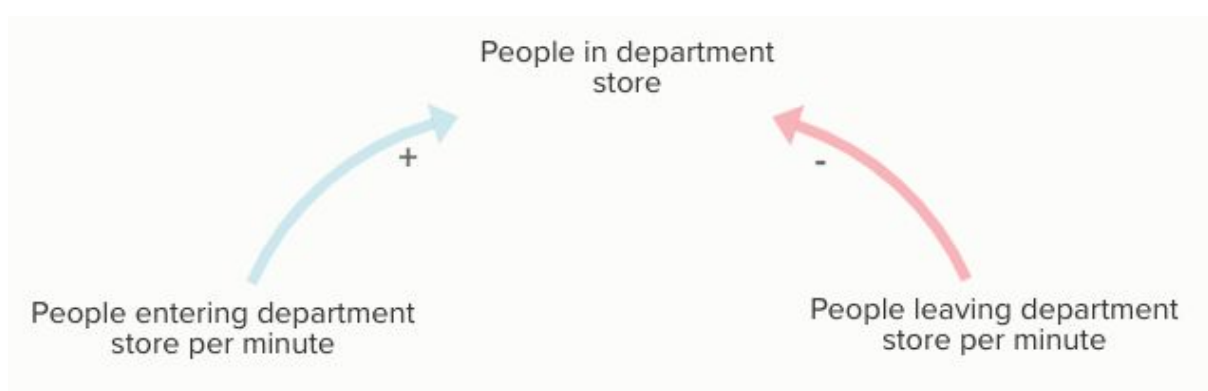 People in department
store
+
-
People entering department
store per minute
People leaving department
store per minute